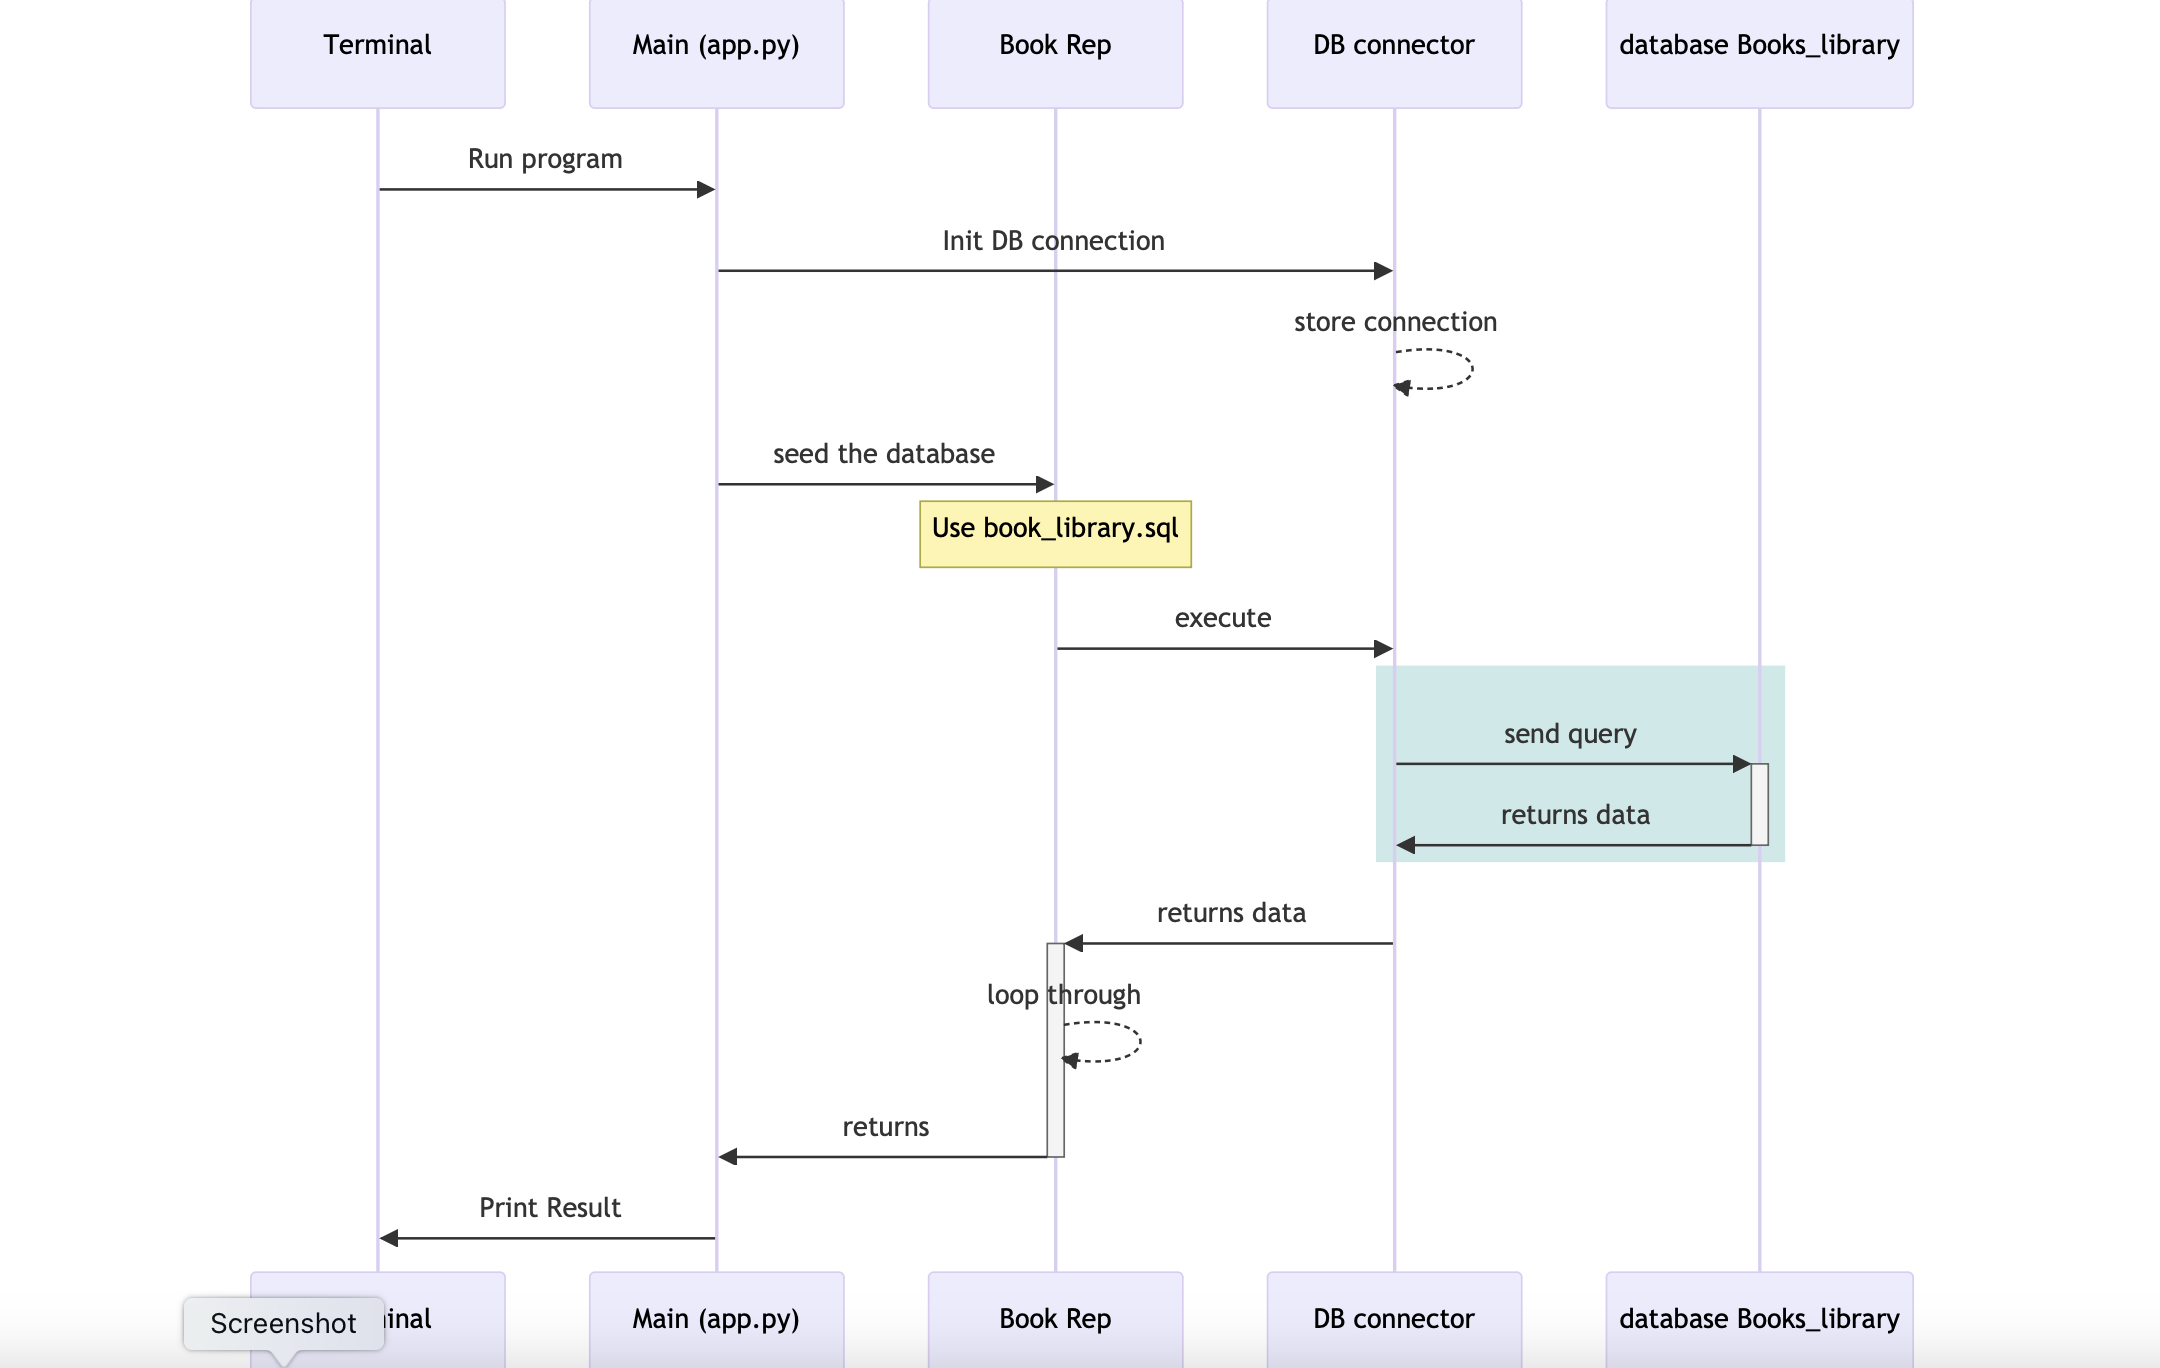 Terminal
Main (app.py)
Book Rep
DB connector
database Books_library
Run program
Init DB connection
store connection
seed the database
Use book_library.sql
execute
send query
returns data
returns data
loop through
returns
Print Result
inal
Main (app.py)
Book Rep
DB connector
database Books_library
Screenshot